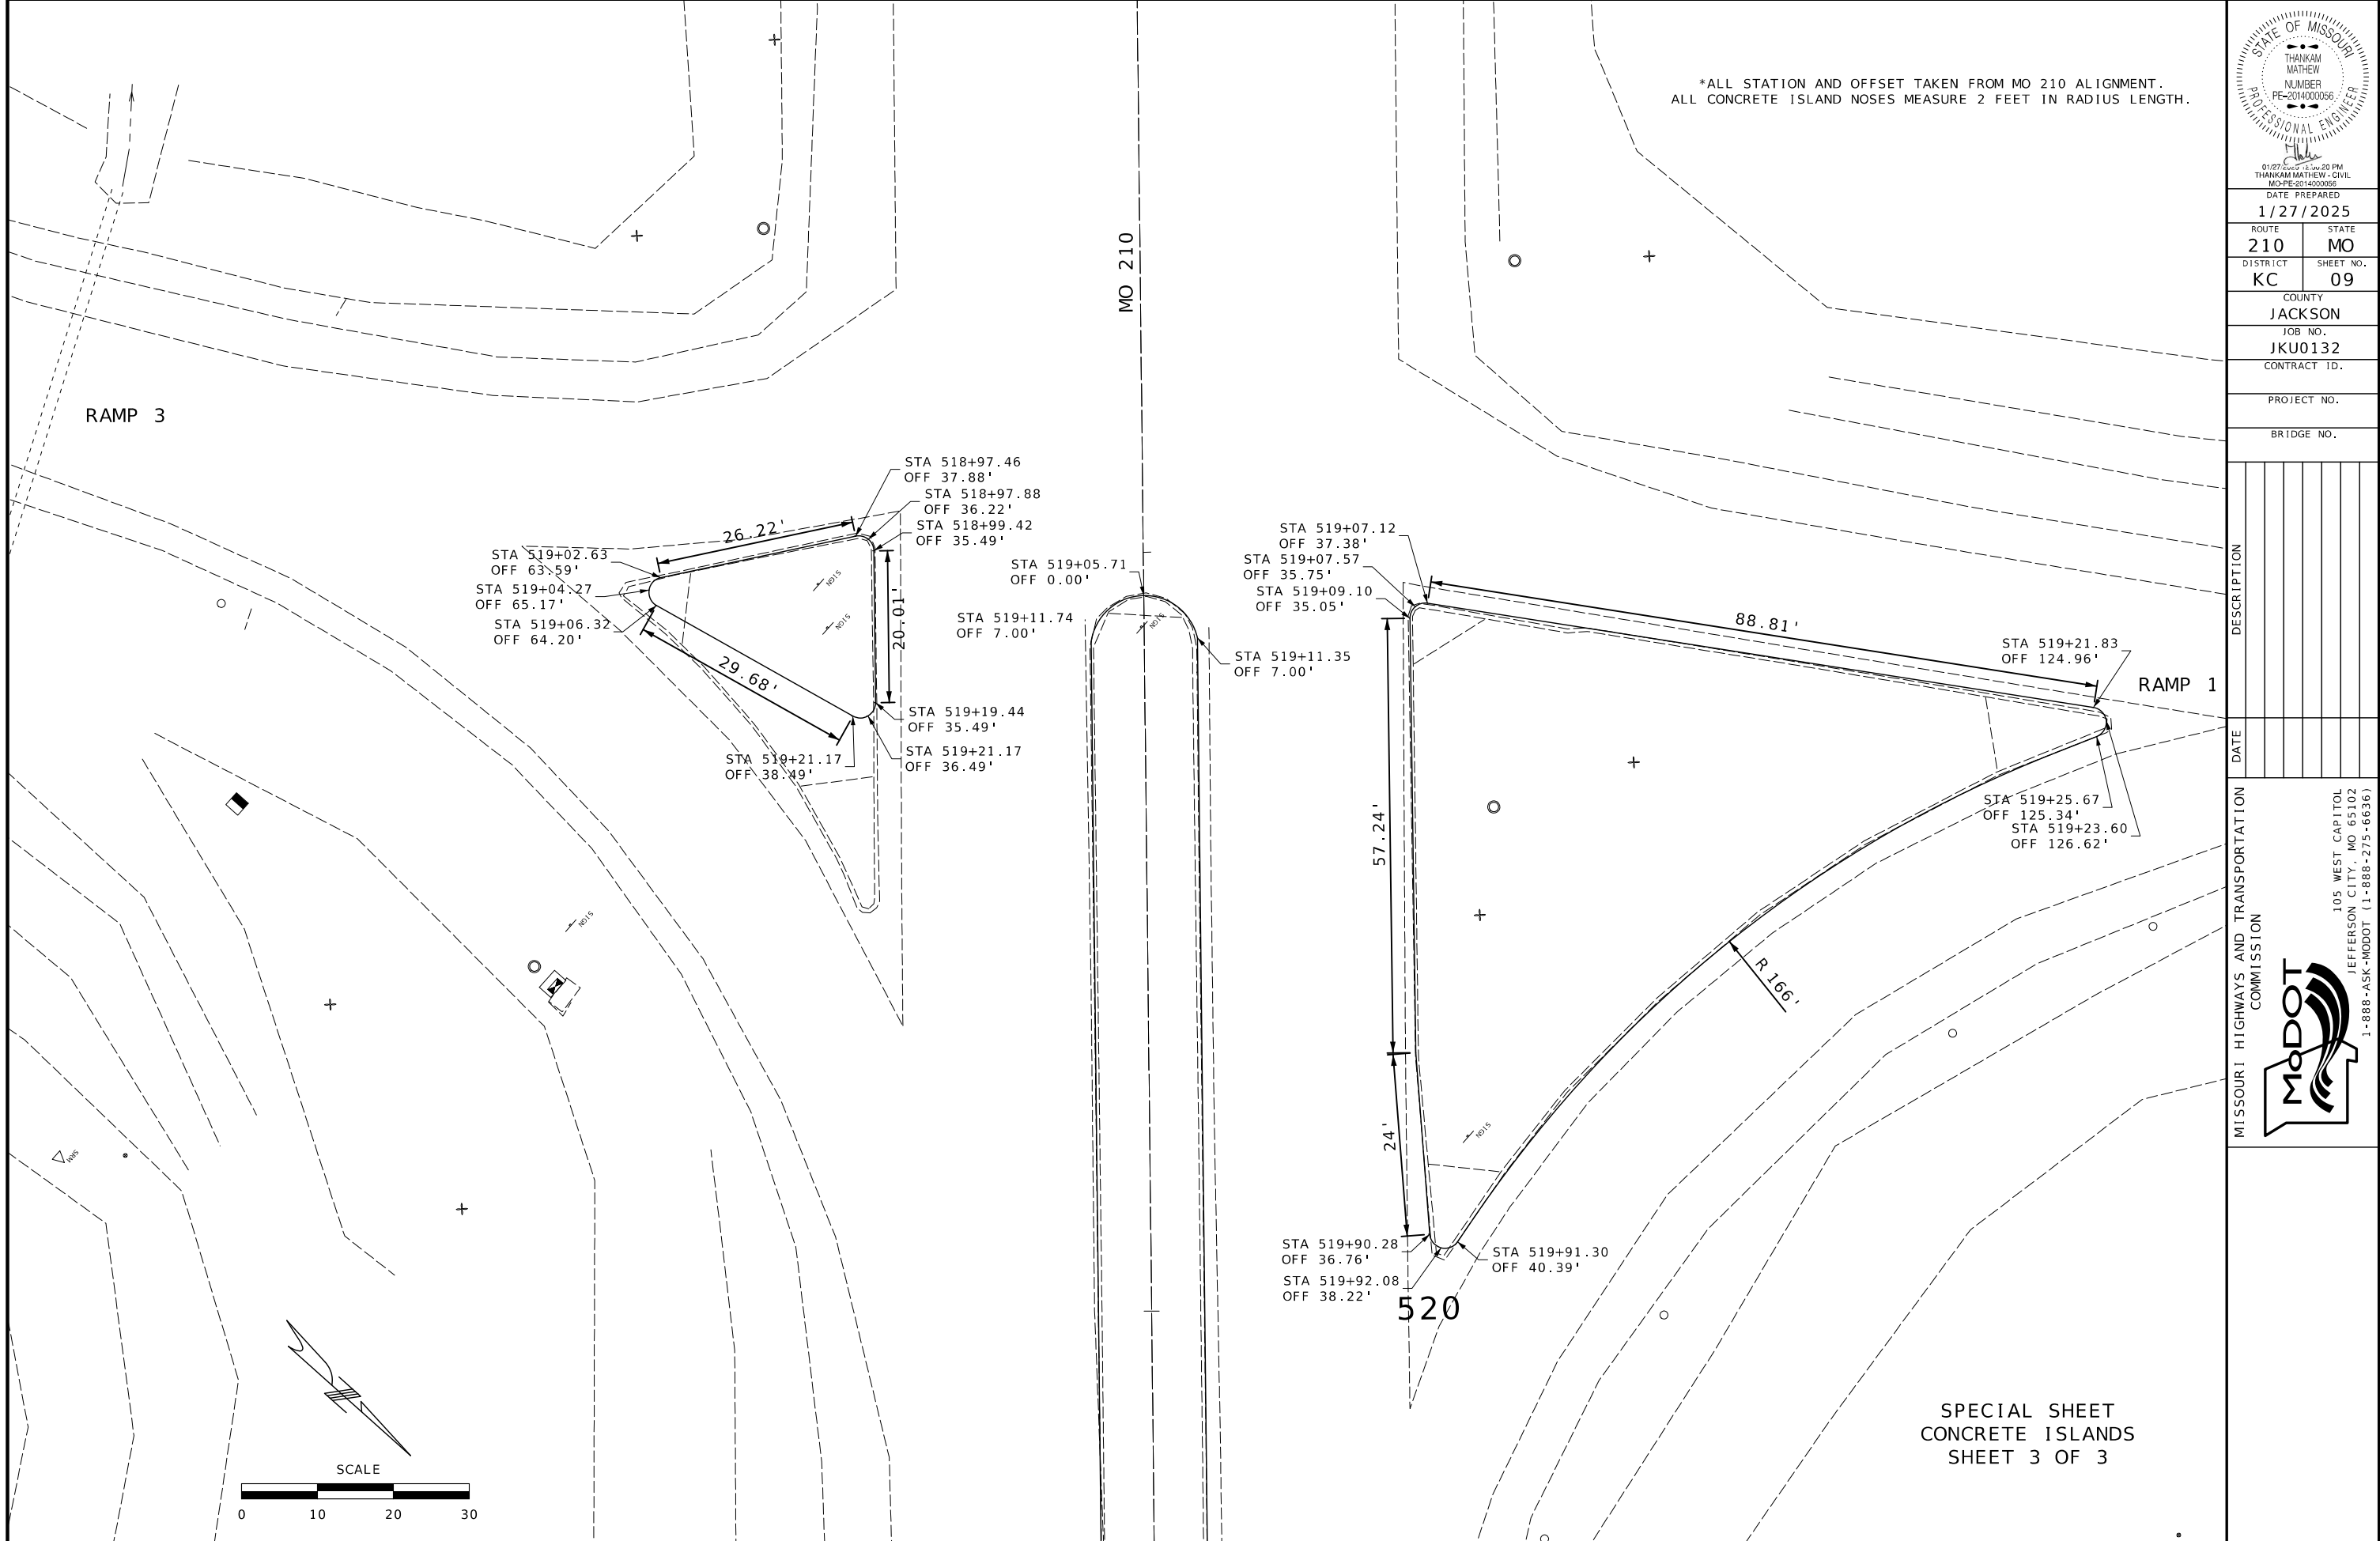 *ALL STATION AND OFFSET TAKEN FROM MO 210 ALIGNMENT.
ALL CONCRETE ISLAND NOSES MEASURE 2 FEET IN RADIUS LENGTH.
MO 210
RAMP 3
STA 518+97.46
OFF 37.88'
STA 518+97.88
OFF 36.22'
STA 518+99.42
OFF 35.49'
26.22'
STA 519+02.63
OFF 63.59'
STA 519+04.27
OFF 65.17'
STA 519+06.32
OFF 64.20'
SIGN
SIGN
20.01'
29.68'
STA 519+19.44
OFF 35.49'
STA 519+21.17
OFF 36.49'
STA 519+21.17
OFF 38.49'
STA 519+05.71
OFF 0.00'
STA 519+11.74
OFF 7.00'
SIGN
STA 519+11.35
OFF 7.00'
STA 519+07.12
OFF 37.38'
STA 519+07.57
OFF 35.75'
STA 519+09.10
OFF 35.05'
88.81'
STA 519+21.83
OFF 124.96'
RAMP 1
STA 519+25.67
OFF 125.34'
STA 519+23.60
OFF 126.62'
57.24'
R 166'
24'
SIGN
SIGN
SRM
STA 519+90.28
OFF 36.76'
STA 519+92.08
OFF 38.22'
STA 519+91.30
OFF 40.39'
520
SCALE
0 10 20 30
SPECIAL SHEET
CONCRETE ISLANDS
SHEET 3 OF 3
STATE OF MISSOURI
THANKAM
MATHEW
NUMBER
PE-2014000056
PROFESSIONAL ENGINEER
THANKAM MATHEW - CIVIL
MO-PE-2014000056
DATE PREPARED
1/27/2025
ROUTE STATE
210 MO
DISTRICT SHEET NO.
KC 09
COUNTY
JACKSON
JOB NO.
JKU0132
CONTRACT ID.
PROJECT NO.
BRIDGE NO.
DESCRIPTION
DATE
MISSOURI HIGHWAYS AND TRANSPORTATION
COMMISSION
MoDOT
105 WEST CAPITOL
JEFFERSON CITY, MO 65102
1-888-ASK-MODOT (1-888-275-6636)